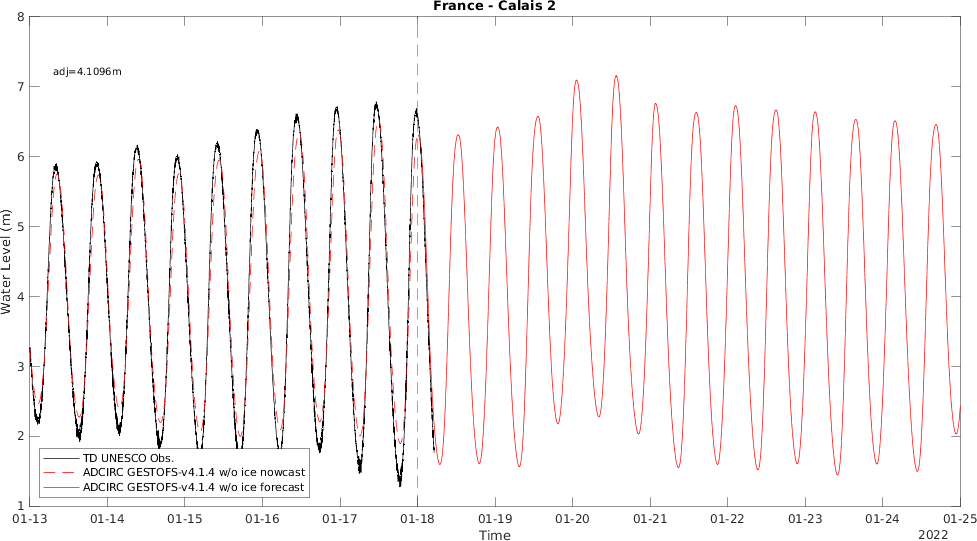 France - Calais 2
adj=4.1096m
8
7
6
5
4
3
2
1
Water Level (m)
TD UNESCO Obs.
ADCIRC GESTOFS-v4.1.4 w/o ice nowcast
ADCIRC GESTOFS-v4.1.4 w/o ice forecast
01-13 01-14 01-15 01-16 01-17 01-18 01-19 01-20 01-21 01-22 01-23 01-24 01-25
Time
2022